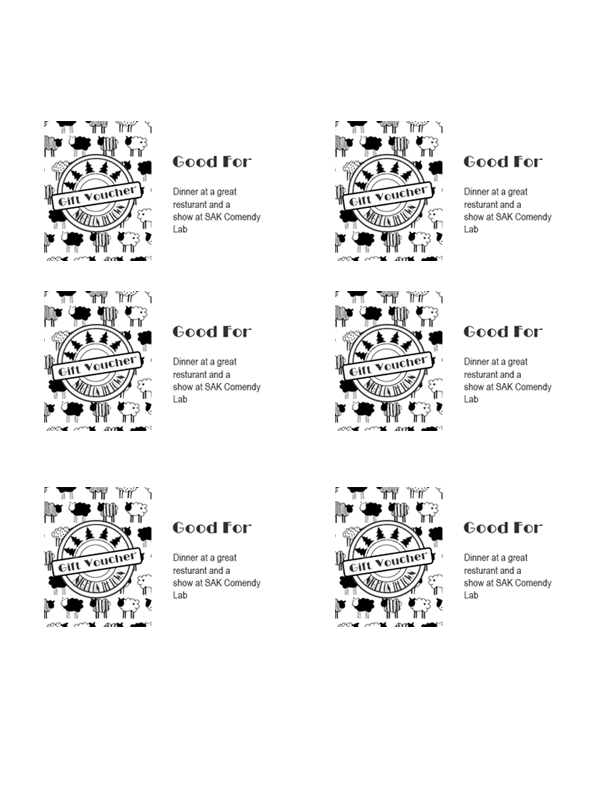 Good For
Gift Voucher
Dinner at a great
resturant and a
show at SAK Comendy
Lab
Good For
Gift Voucher
Dinner at a great
resturant and a
show at SAK Comendy
Lab
Good For
Gift Voucher
Dinner at a great
resturant and a
show at SAK Comendy
Lab
Good For
Gift Voucher
Dinner at a great
resturant and a
show at SAK Comendy
Lab
Good For
Gift Voucher
Dinner at a great
resturant and a
show at SAK Comendy
Lab
Good For
Gift Voucher
Dinner at a great
resturant and a
show at SAK Comendy
Lab